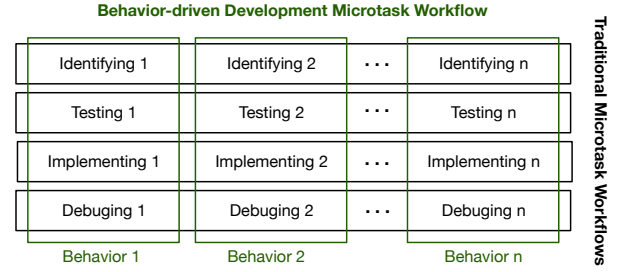 Behavior-driven Development Microtask Workflow
Identifying 1 Identifying 2 ... Identifying n
Testing 1 Testing 2 ... Testing n
Implementing 1 Implementing 2 ... Implementing n
Debuging 1 Debuging 2 ... Debuging n
Behavior 1 Behavior 2 Behavior n
Traditional Microtask Workflows